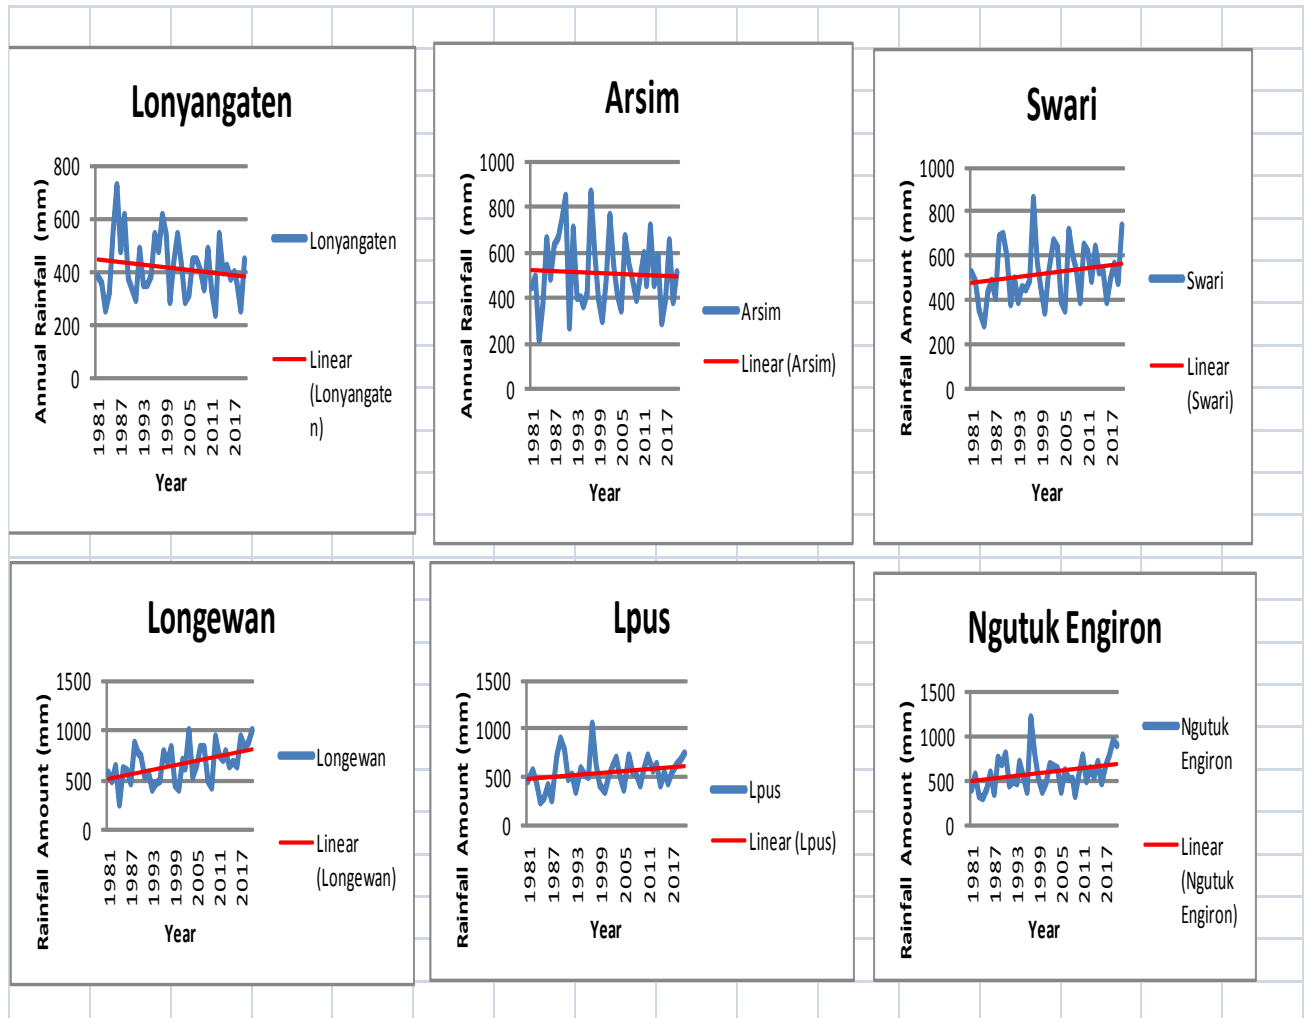 Lonyangaten
Annual Rainfall (mm)
800
600
400
200
0
1981
1987
1993
1999
2005
2011
2017
Year
Lonyangaten
Linear
(Lonyangate
n)
Arsim
Annual Rainfall (mm)
1000
800
600
400
200
0
1981
1987
1993
1999
2005
2011
2017
Year
Arsim
Linear (Arsim)
Swari
Rainfall Amount (mm)
1000
800
600
400
200
0
1981
1987
1993
1999
2005
2011
2017
Year
Swari
Linear
(Swari)
Longewan
Rainfall Amount (mm)
1500
1000
500
0
1981
1987
1993
1999
2005
2011
2017
Year
Longewan
Linear
(Longewan)
Lpus
Rainfall Amount (mm)
1500
1000
500
0
1981
1987
1993
1999
2005
2011
2017
Year
Lpus
Linear (Lpus)
Ngutuk Engiron
Rainfall Amount (mm)
1500
1000
500
0
1981
1987
1993
1999
2005
2011
2017
Year
Ngutuk
Engiron
Linear
(Ngutuk
Engiron)